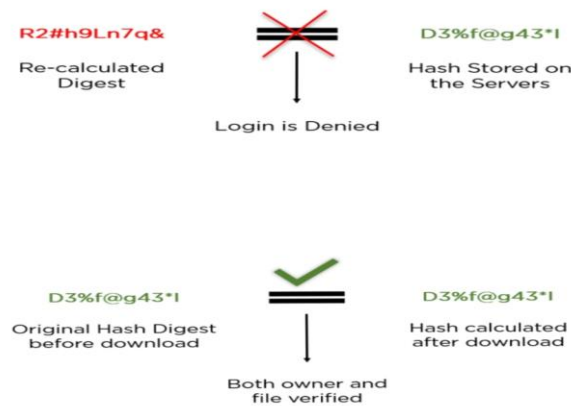 R2#h9Ln7q&
D3%f@g43*I
Re-calculated
Digest
Hash Stored on
the Servers
Login is Denied
D3%f@g43*I
D3%f@g43*I
Original Hash Digest
before download
Hash calculated
after download
Both owner and
file verified